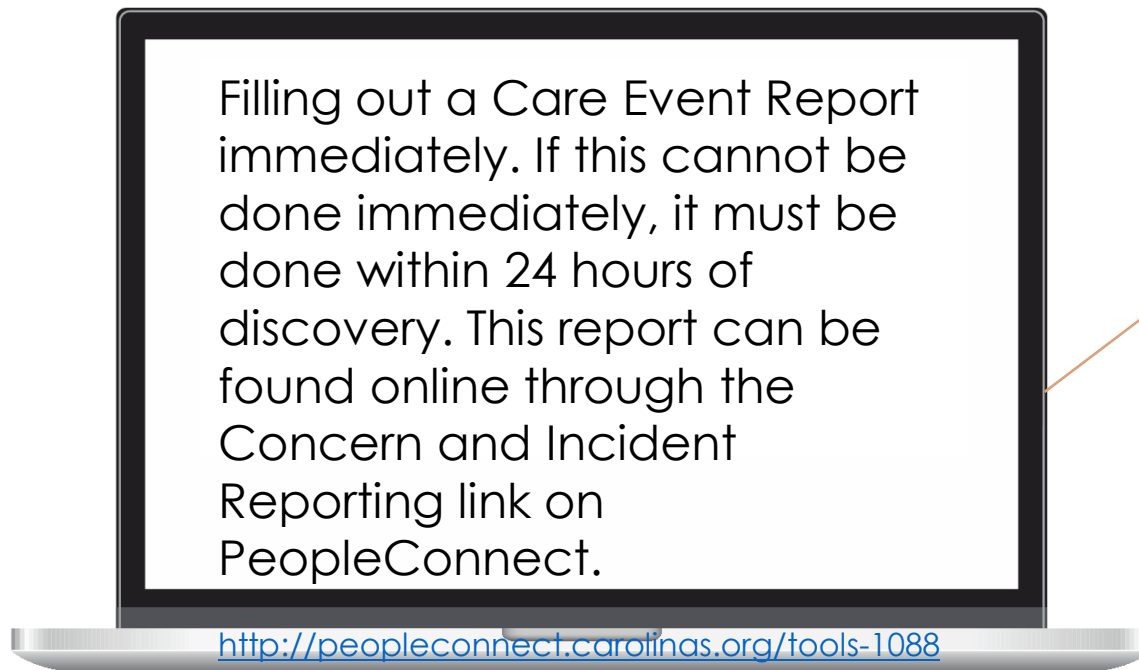 Filling out a Care Event Report
immediately. If this cannot be
done immediately, it must be
done within 24 hours of
discovery. This report can be
found online through the
Concern and Incident
Reporting link on
PeopleConnect.
http://peopleconnect.carolinas.org/tools-1088